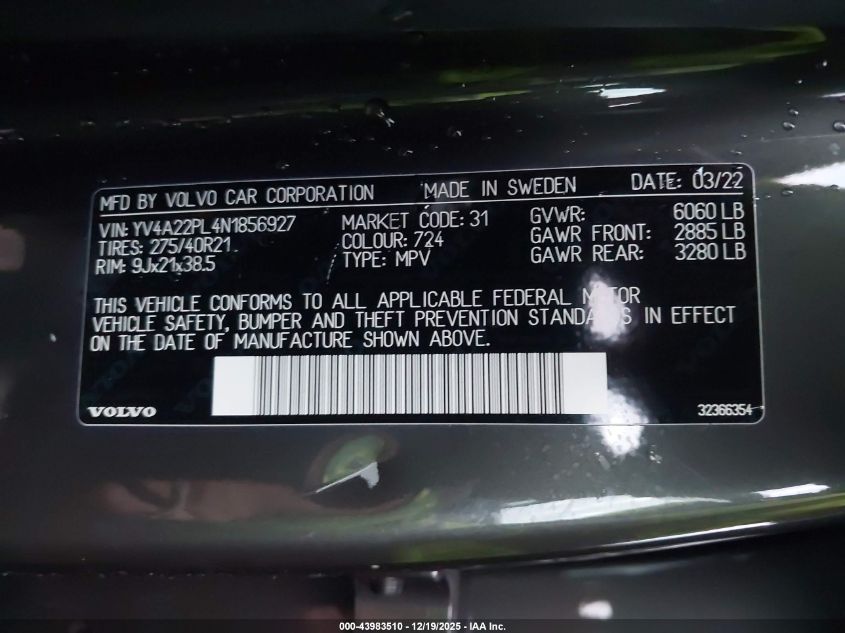 MFD BY VOLVO CAR CORPORATION MADE IN SWEDEN DATE: 03/22
VIN: YV4A22PL4N1856927 MARKET CODE: 31 GVWR: 6060 LB
TIRES: 275/40R21 COLOUR: 724 GAWR FRONT: 2885 LB
RIM: 9Jx21x38.5 TYPE: MPV GAWR REAR: 3280 LB
THIS VEHICLE CONFORMS TO ALL APPLICABLE FEDERAL MOTOR
VEHICLE SAFETY, BUMPER AND THEFT PREVENTION STANDARDS IN EFFECT
ON THE DATE OF MANUFACTURE SHOWN ABOVE.
VOLVO 32366354
000-43983510 - 12/19/2025 - IAA Inc.